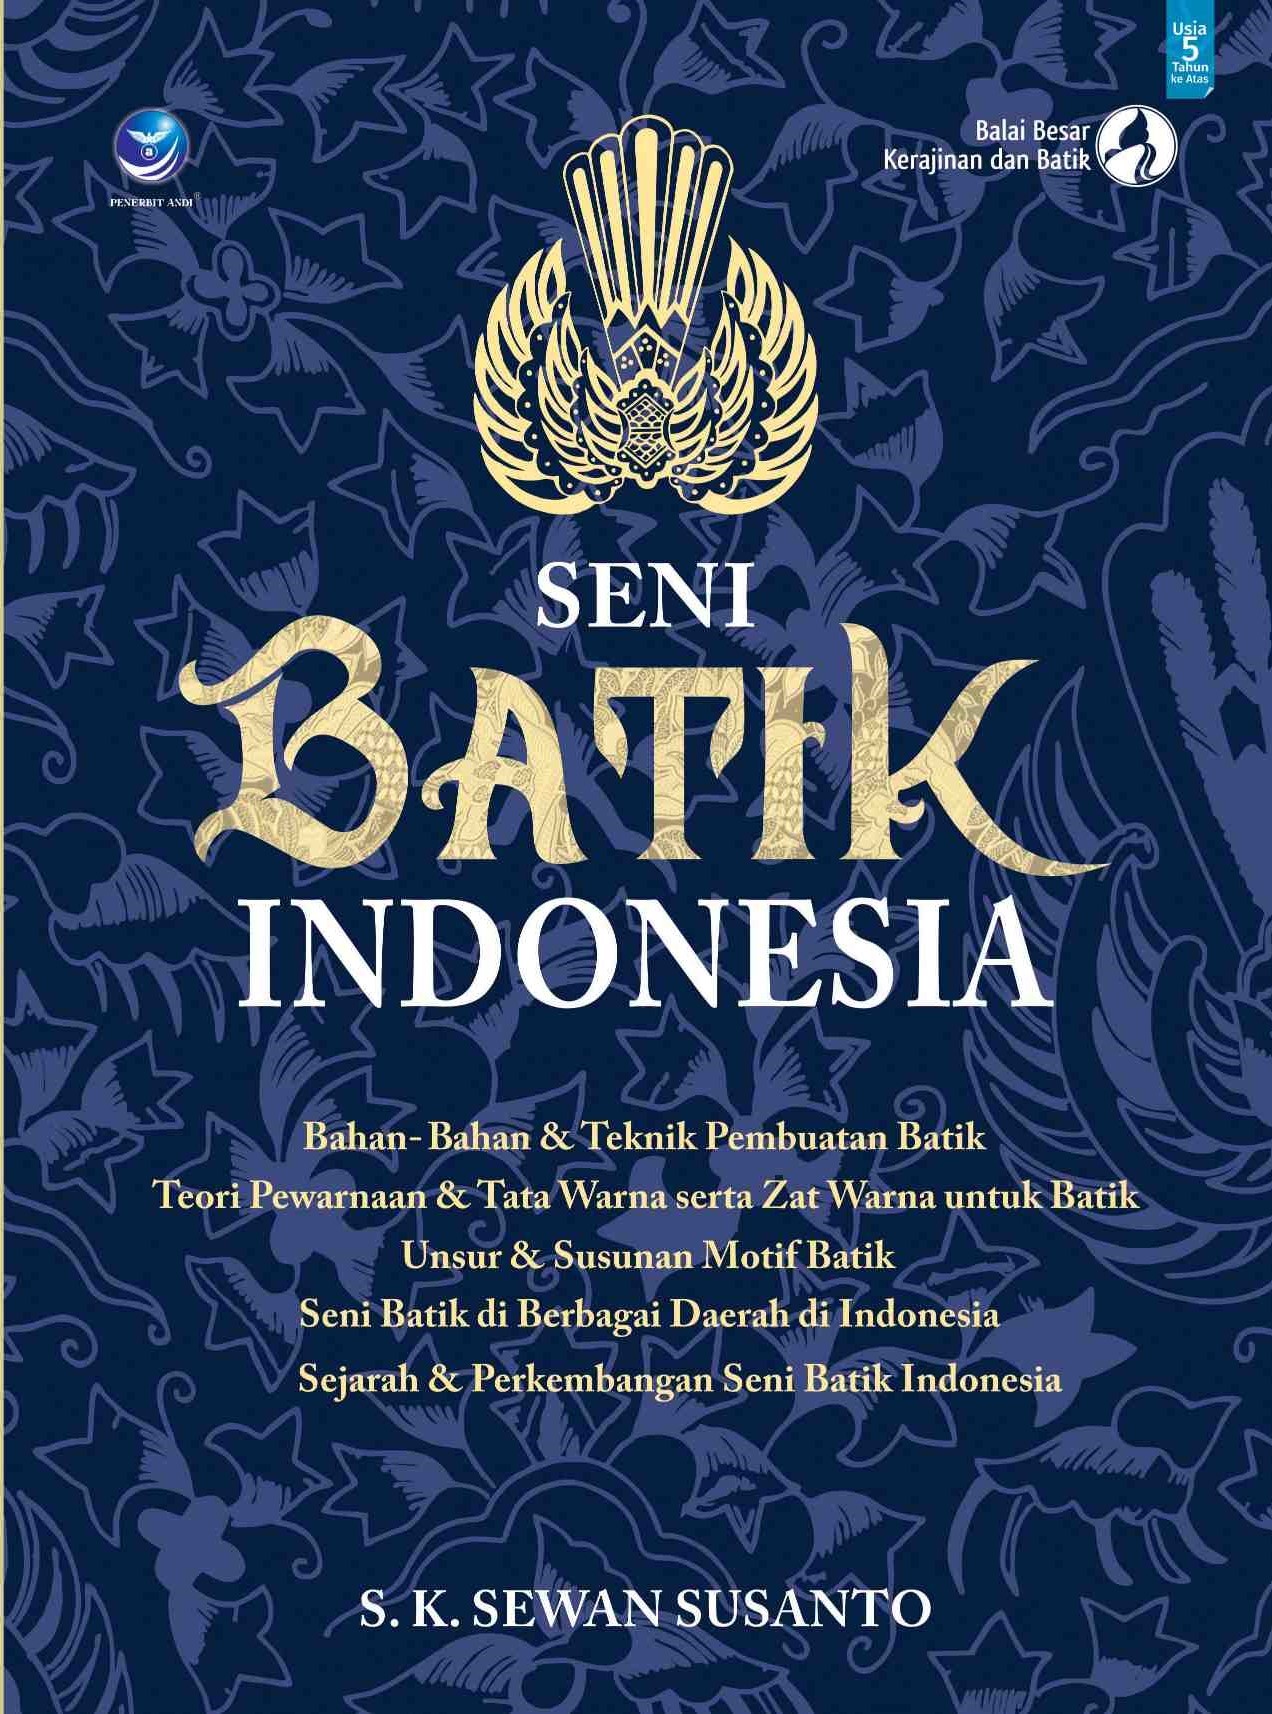 Usia
5
Tahun
ke Atas
Balai Besar
Kerajinan dan Batik
a
PENERBIT ANDI®
SENI
BATIK
INDONESIA
Bahan- Bahan & Teknik Pembuatan Batik
Teori Pewarnaan & Tata Warna serta Zat Warna untuk Batik
Unsur & Susunan Motif Batik
Seni Batik di Berbagai Daerah di Indonesia
Sejarah & Perkembangan Seni Batik Indonesia
S. K. SEWAN SUSANTO